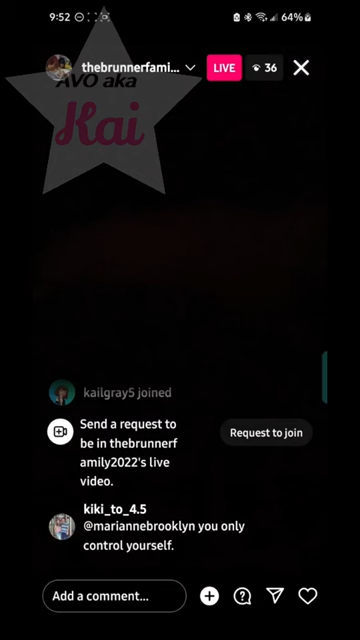 9:52
64%
thebrunnerfami...
LIVE
36
AVO aka
Kai
kailgray5 joined
Send a request to
be in thebrunnerf
amily2022's live
video.
Request to join
kiki_to_4.5
@mariannebrooklyn you only
control yourself.
Add a comment...